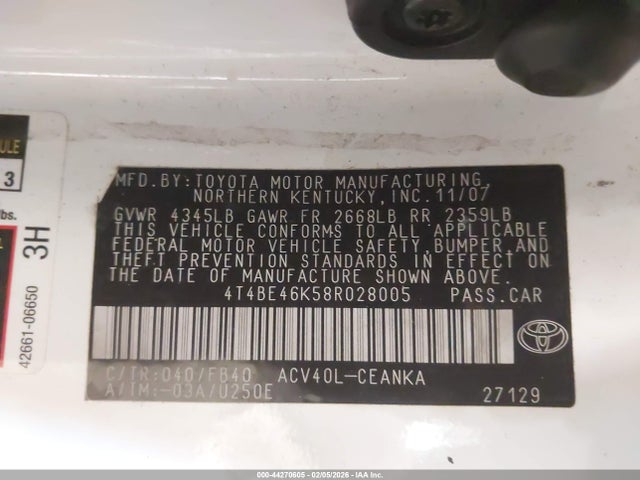 MFD. BY: TOYOTA MOTOR MANUFACTURING,
NORTHERN KENTUCKY, INC. 11/07
GVWR 4345LB GAWR FR 2668LB RR 2359LB
THIS VEHICLE CONFORMS TO ALL APPLICABLE
FEDERAL MOTOR VEHICLE SAFETY, BUMPER, AND
THEFT PREVENTION STANDARDS IN EFFECT ON
THE DATE OF MANUFACTURE SHOWN ABOVE.
4T4BE46K58R028005 PASS.CAR
C/TR: 040/FB40 ACV40L-CEANKA
A/TM: -03A/U250E 27129
ULE
3
lbs.
3H
42661-06650
000-44270605 - 02/05/2026 - IAA Inc.